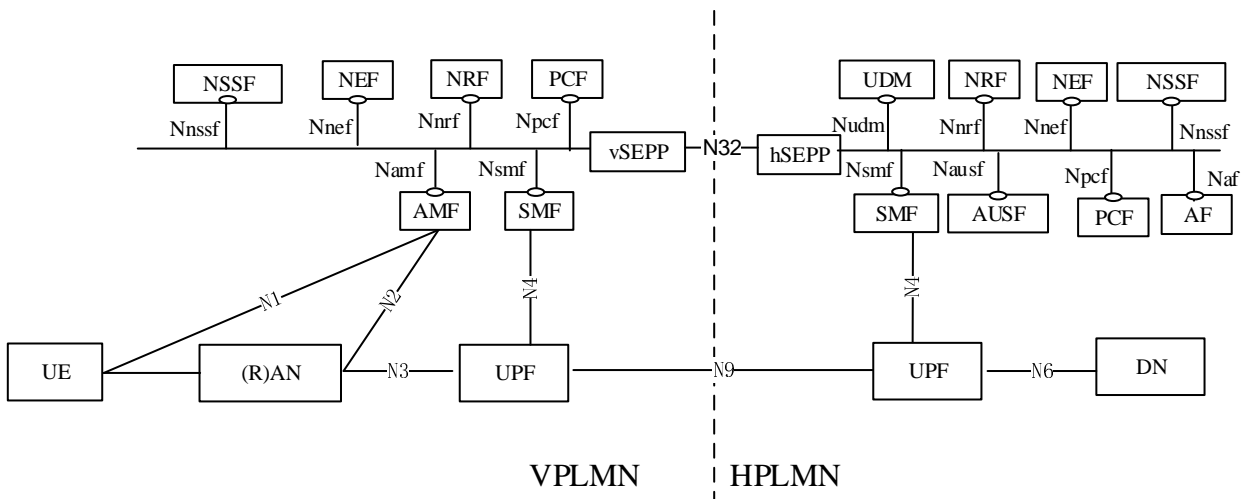 NSSF NEF NRF PCF UDM NRF NEF NSSF
Nnssf Nnef Nnrf Npcf Nudm Nnrf Nnef Nnssf
vSEPP N32 hSEPP
Namf Nsmf Nsmf Nausf Npcf Naf
AMF SMF SMF AUSF PCF AF
N1 N2 N4 N4
UE (R)AN N3 UPF N9 UPF N6 DN
VPLMN HPLMN